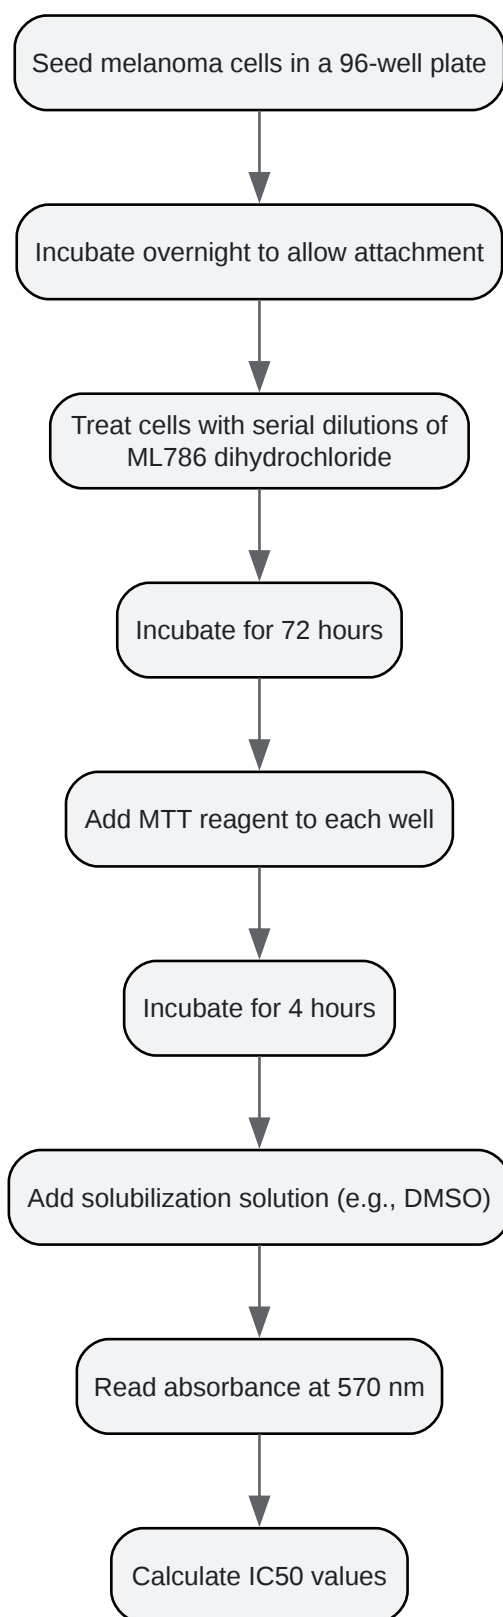 Seed melanoma cells in a 96-well plate
Incubate overnight to allow attachment
Treat cells with serial dilutions of
ML786 dihydrochloride
Incubate for 72 hours
Add MTT reagent to each well
Incubate for 4 hours
Add solubilization solution (e.g., DMSO)
Read absorbance at 570 nm
Calculate IC50 values